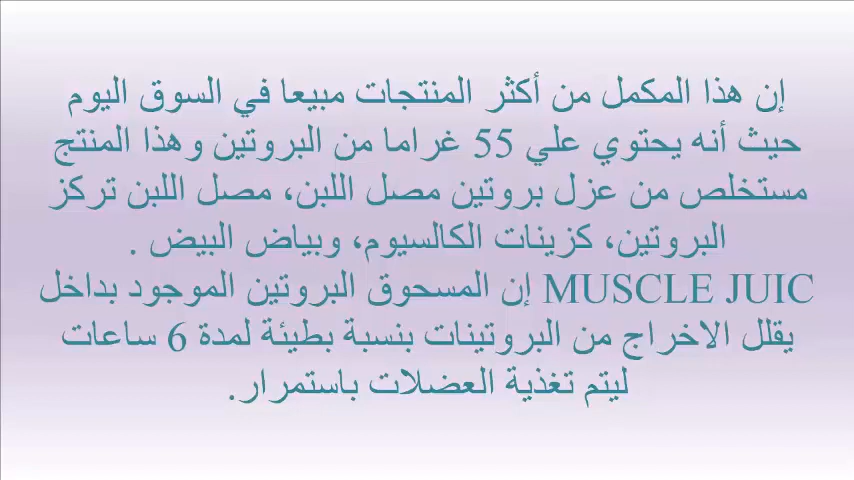 إن هذا المكمل من أكثر المنتجات مبيعا في السوق اليوم
حيث أنه يحتوي علي 55 غراما من البروتين وهذا المنتج
مستخلص من عزل بروتين مصل اللبن، مصل اللبن تركز
البروتين، كزينات الكالسيوم، وبياض البيض .
MUSCLE JUIC إن المسحوق البروتين الموجود بداخل
يقلل الاخراج من البروتينات بنسبة بطيئة لمدة 6 ساعات
ليتم تغذية العضلات باستمرار.